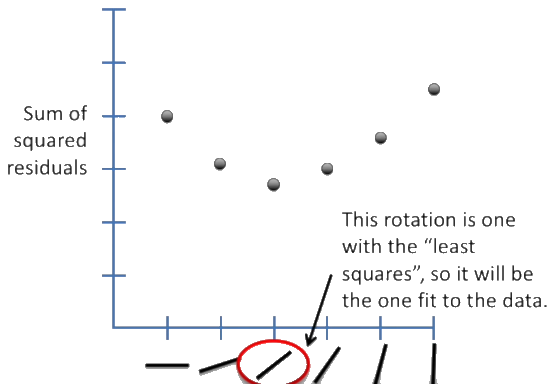 Sum of
squared
residuals
This rotation is one
with the “least
squares”, so it will be
the one fit to the data.